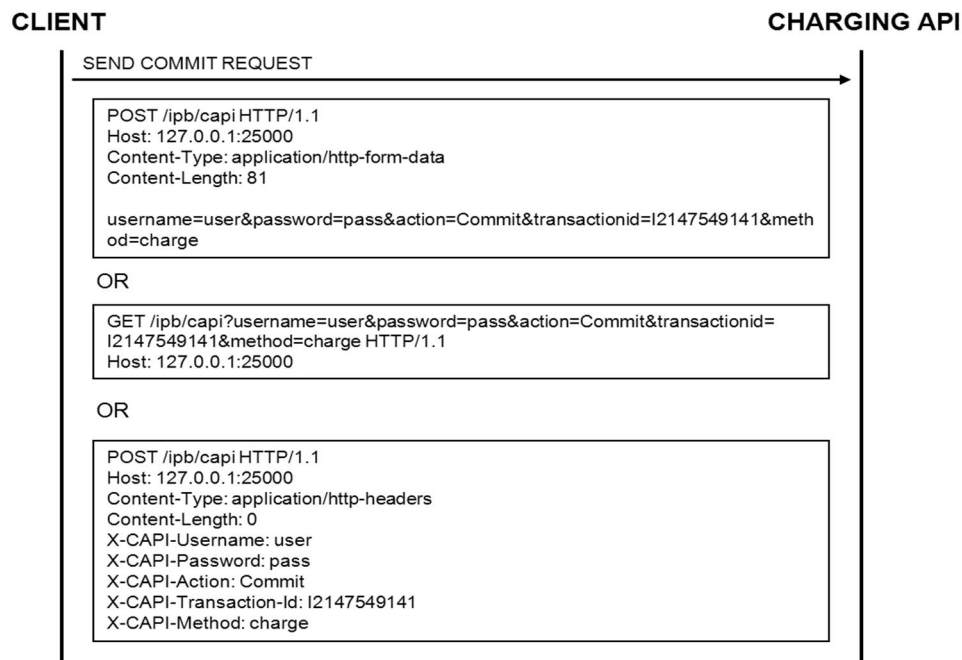 CLIENT CHARGING API
SEND COMMIT REQUEST
POST /ipb/capi HTTP/1.1
Host: 127.0.0.1:25000
Content-Type: application/http-form-data
Content-Length: 81
username=user&password=pass&action=Commit&transactionid=I2147549141&meth
od=charge
OR
GET /ipb/capi?username=user&password=pass&action=Commit&transactionid=
I2147549141&method=charge HTTP/1.1
Host: 127.0.0.1:25000
OR
POST /ipb/capi HTTP/1.1
Host: 127.0.0.1:25000
Content-Type: application/http-headers
Content-Length: 0
X-CAPI-Username: user
X-CAPI-Password: pass
X-CAPI-Action: Commit
X-CAPI-Transaction-Id: I2147549141
X-CAPI-Method: charge